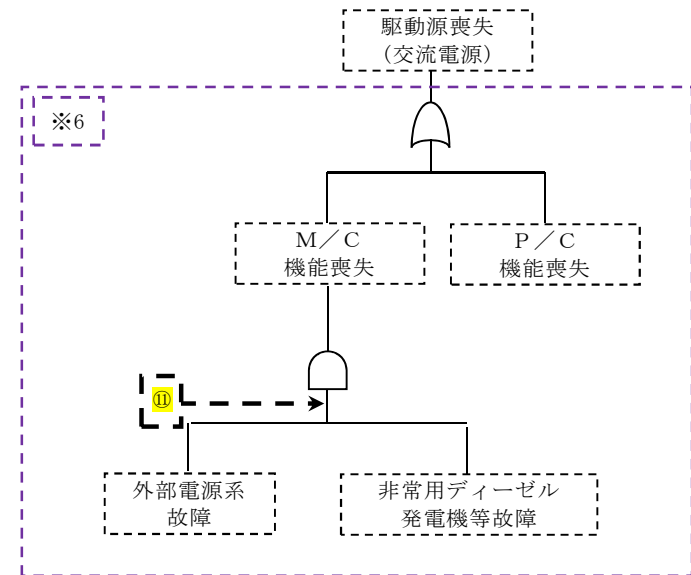 駆動源喪失
(交流電源)
※6
M／C
機能喪失
P／C
機能喪失
⑪
外部電源系
故障
非常用ディーゼル
発電機等故障